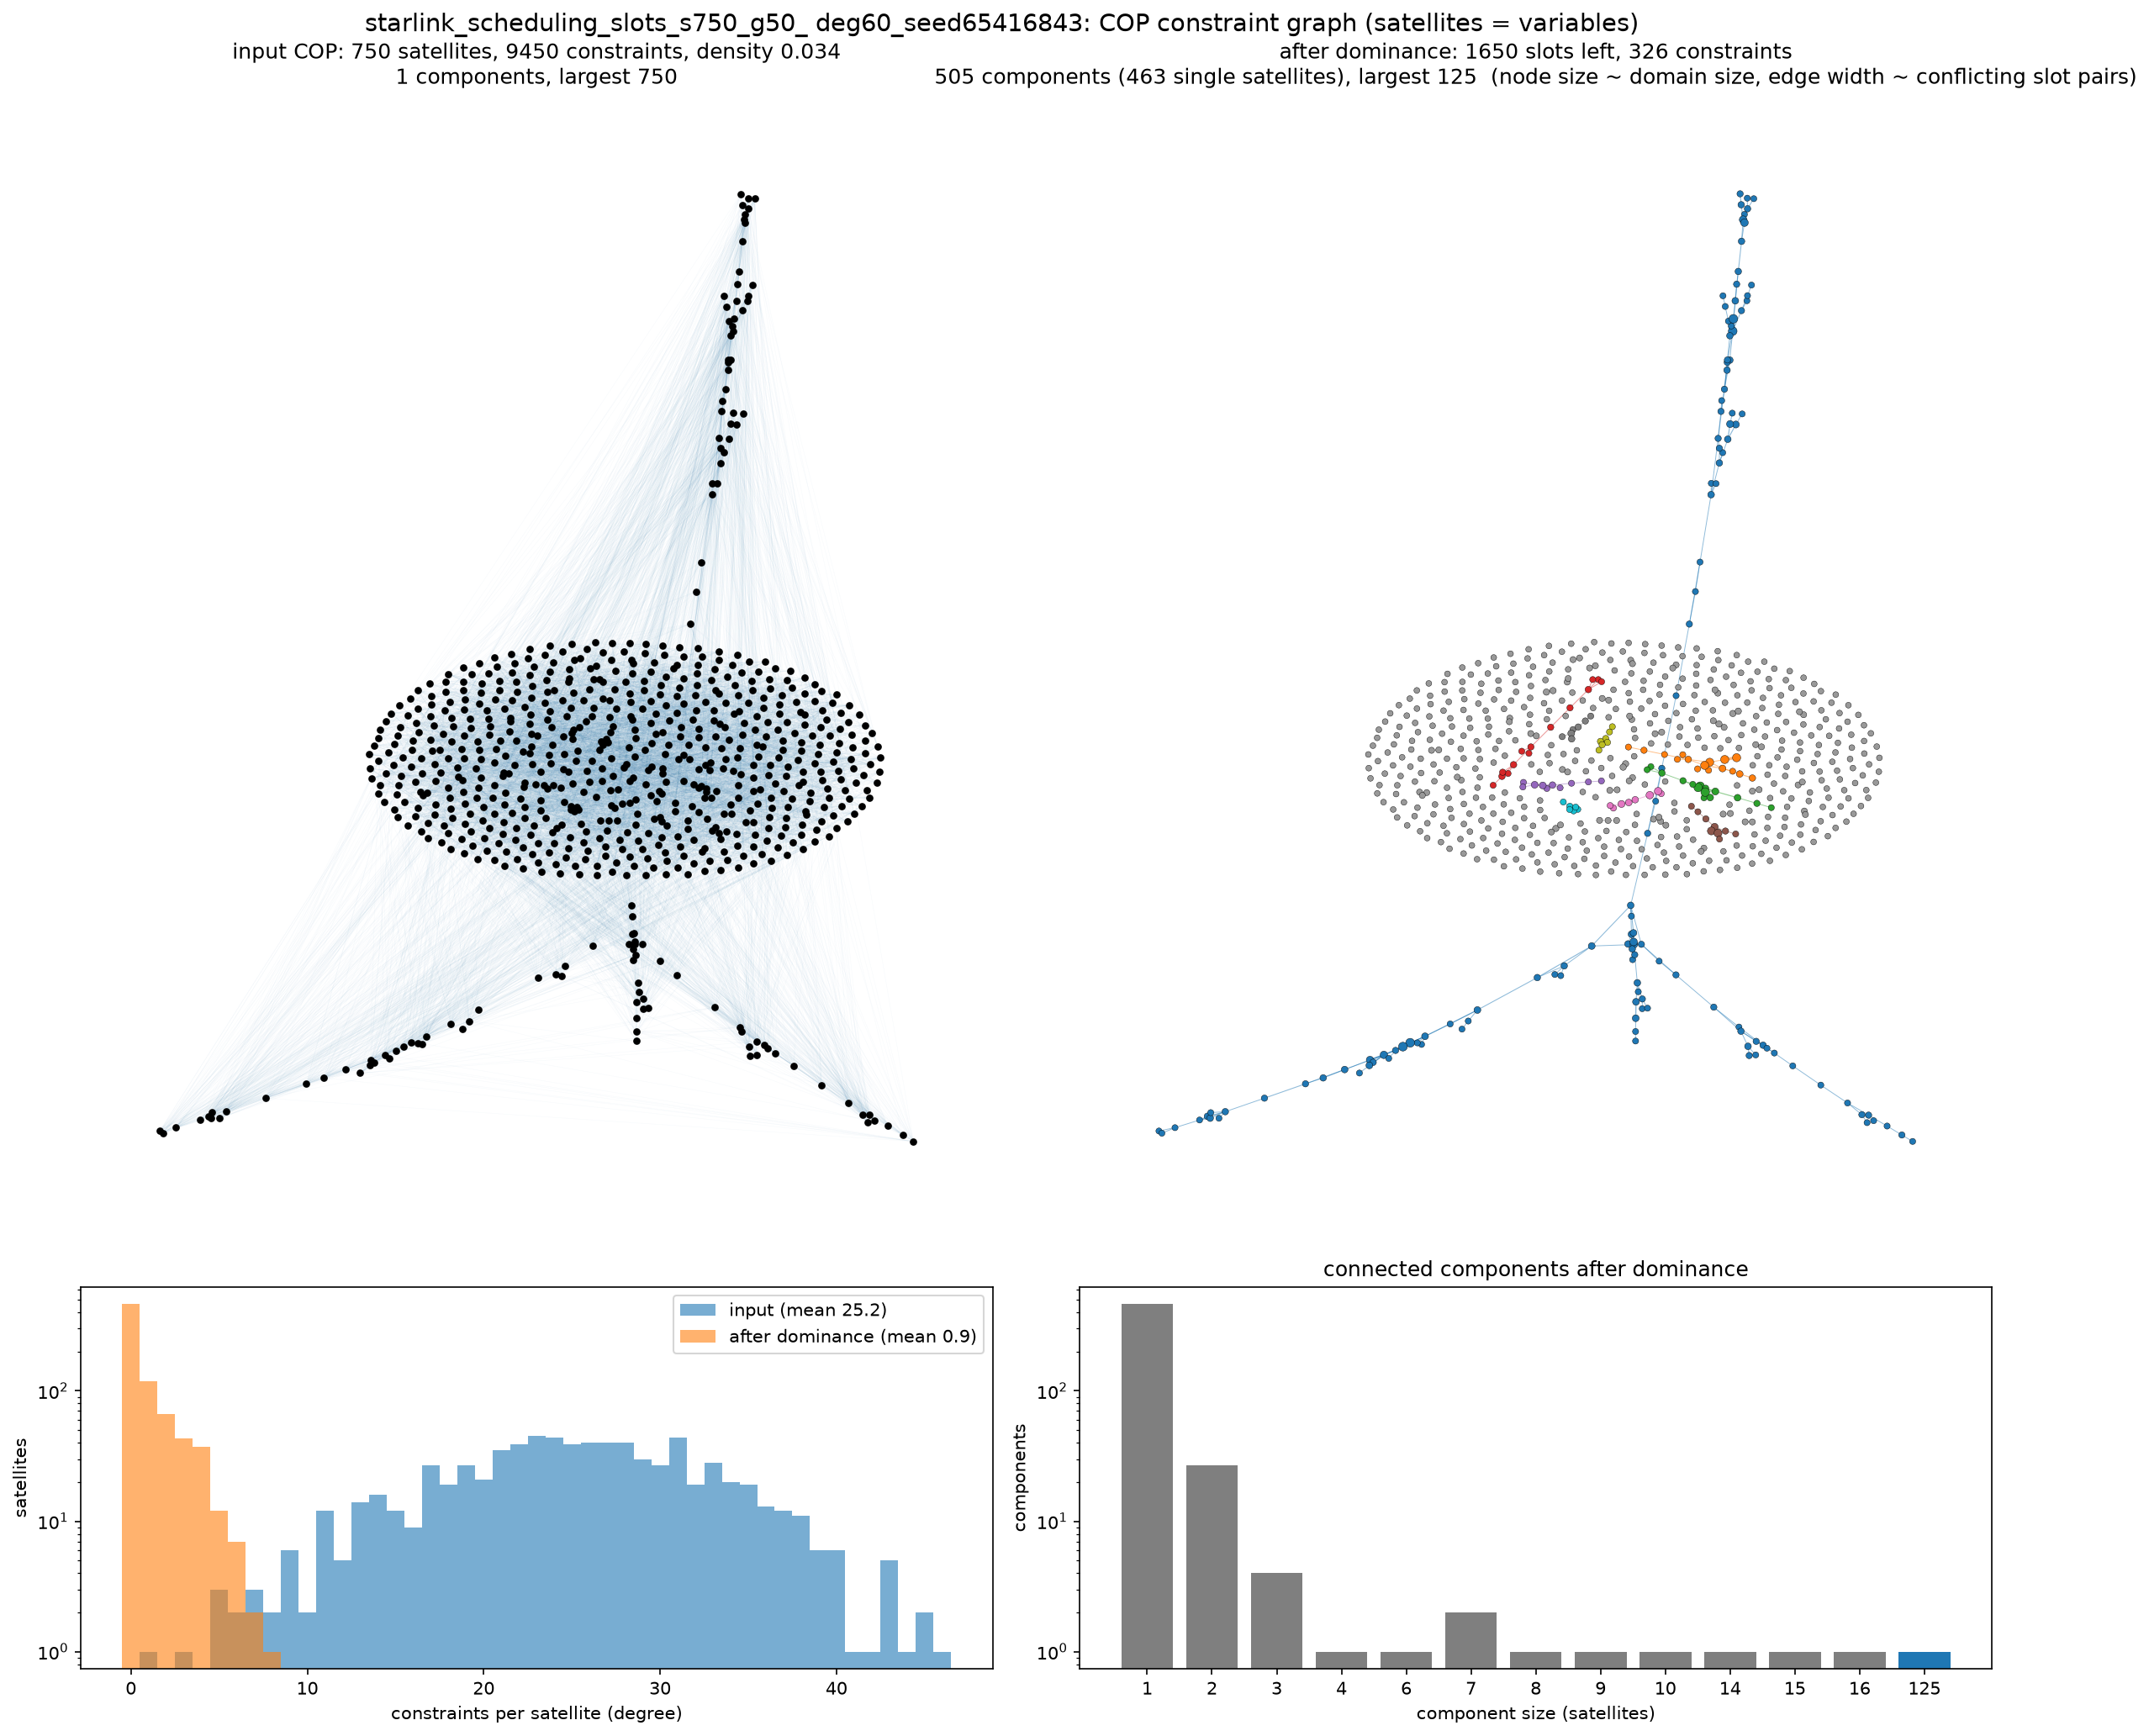 starlink_scheduling_slots_s750_g50_ deg60_seed65416843: COP constraint graph (satellites = variables)
input COP: 750 satellites, 9450 constraints, density 0.034
1 components, largest 750
after dominance: 1650 slots left, 326 constraints
505 components (463 single satellites), largest 125  (node size ~ domain size, edge width ~ conflicting slot pairs)
input (mean 25.2)
after dominance (mean 0.9)
satellites
10²
10¹
10⁰
0 10 20 30 40
constraints per satellite (degree)
connected components after dominance
components
10²
10¹
10⁰
1 2 3 4 6 7 8 9 10 14 15 16 125
component size (satellites)